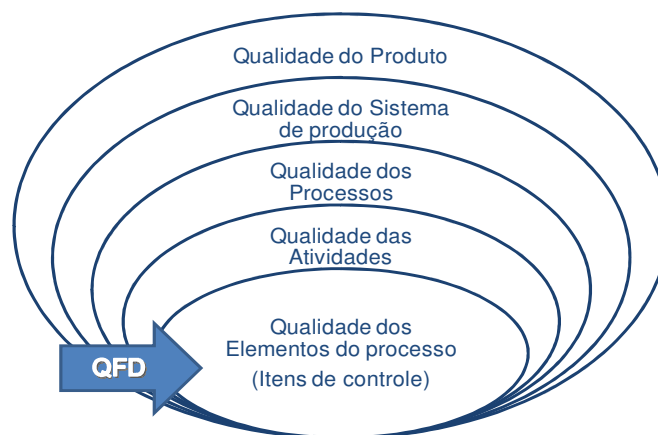 Qualidade do Produto
Qualidade do Sistema
de produção
Qualidade dos
Processos
Qualidade das
Atividades
Qualidade dos
Elementos do processo
(Itens de controle)
QFD